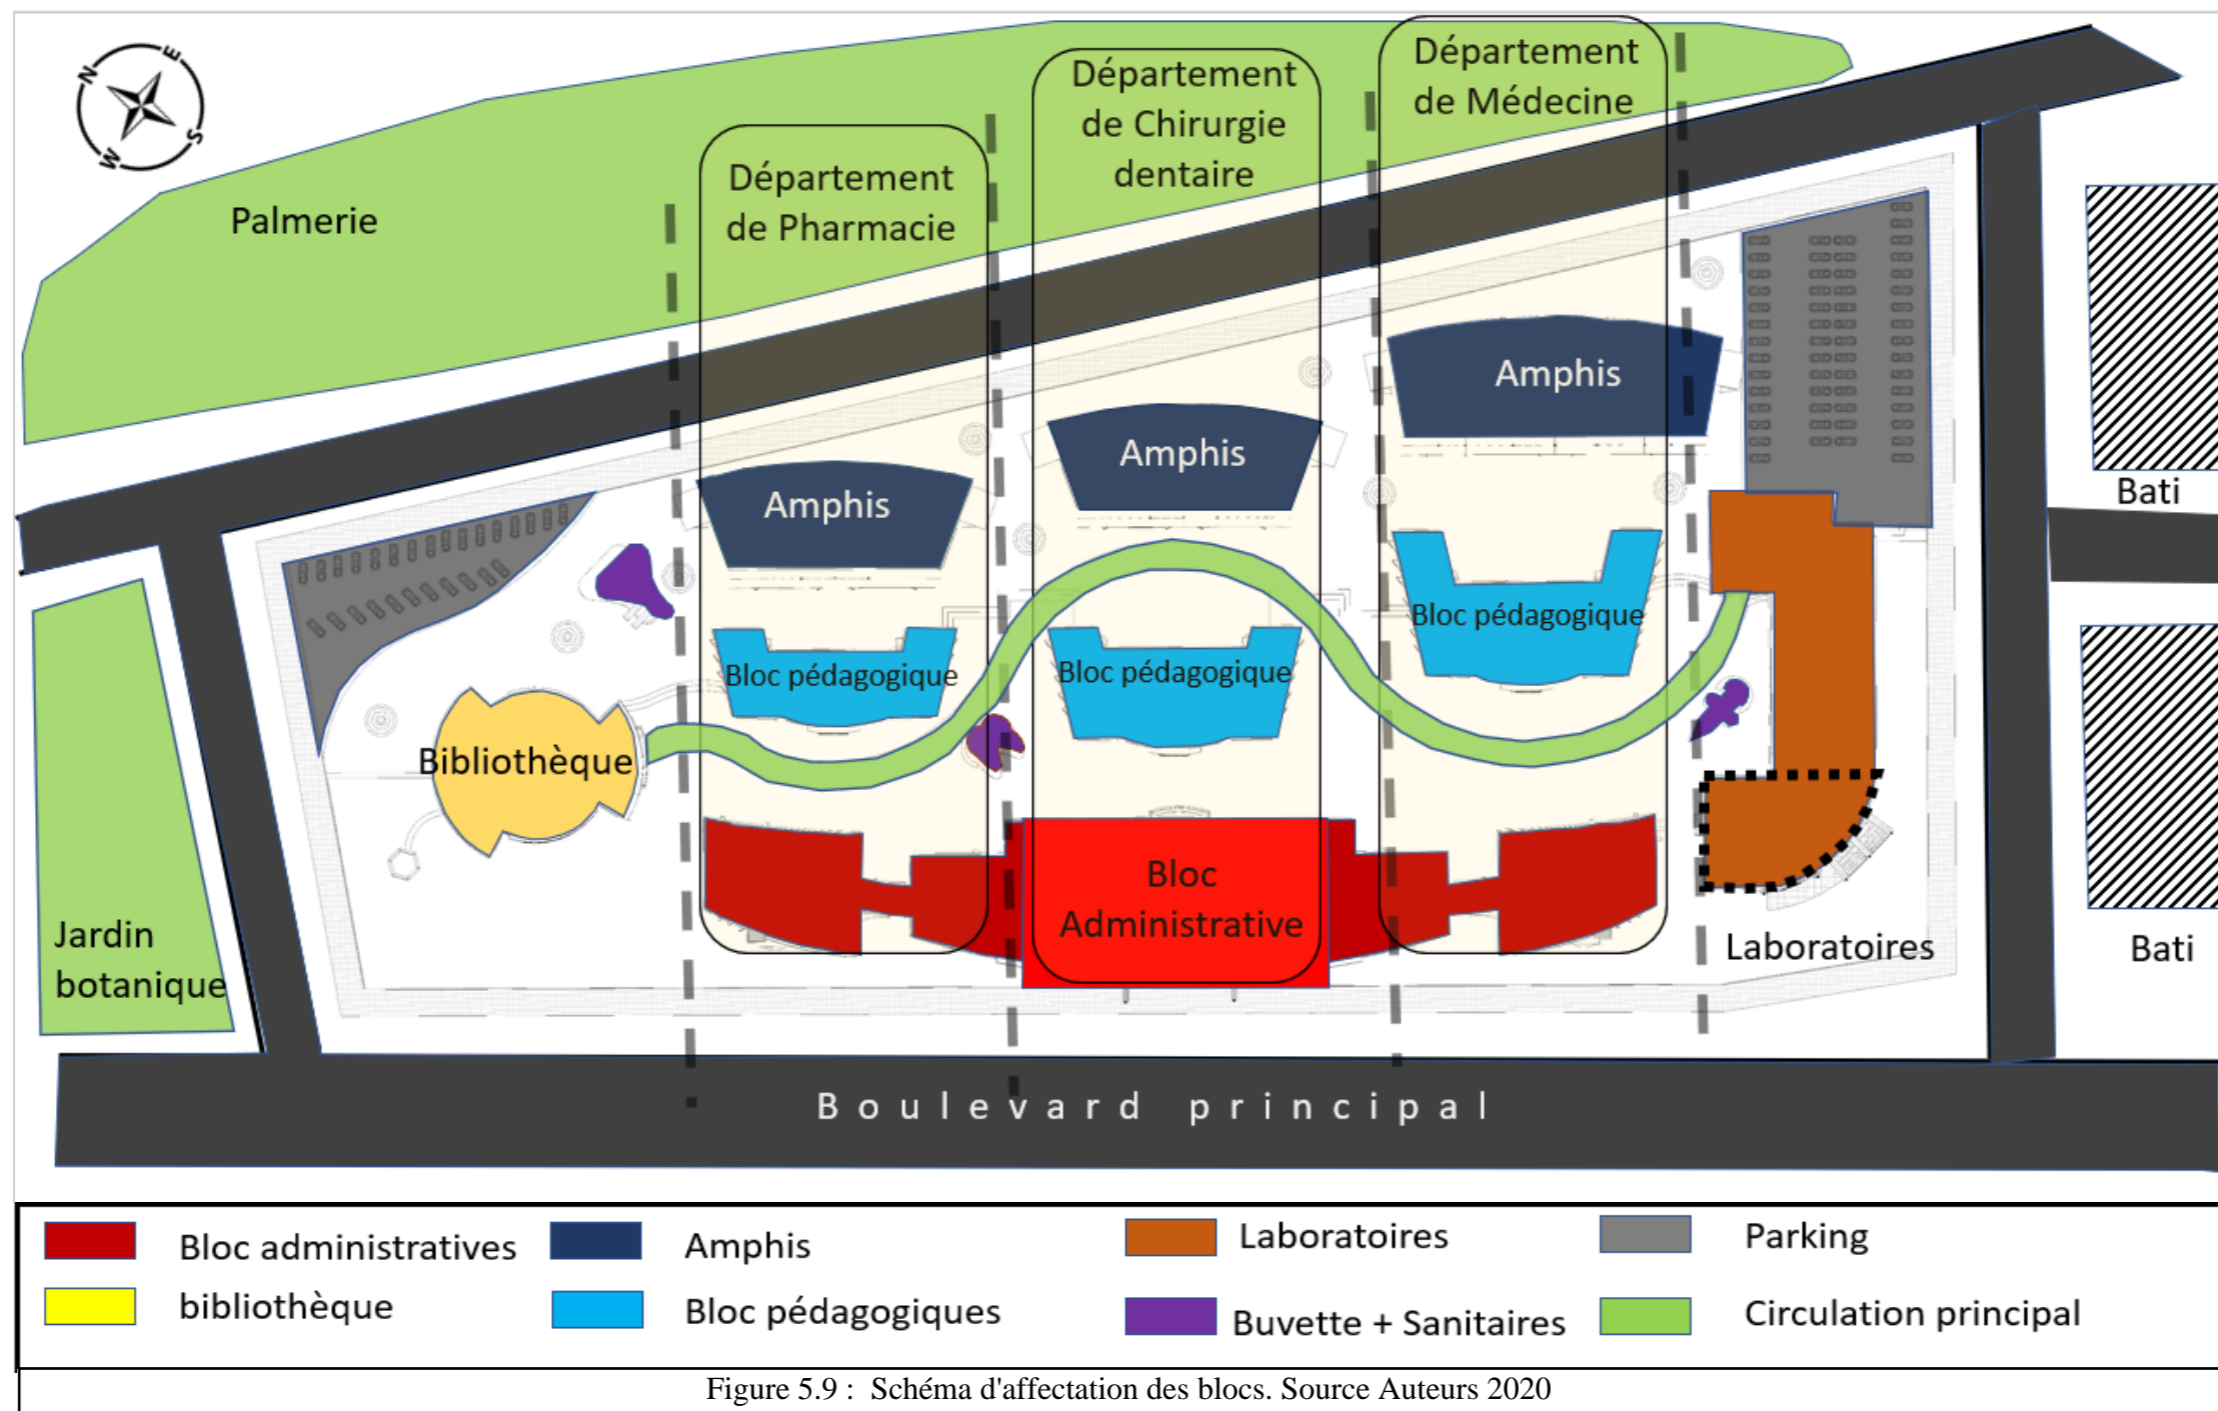 N
E
S
W
Palmerie
Département
de Pharmacie
Département
de Chirurgie
dentaire
Département
de Médecine
Amphis
Amphis
Amphis
Bati
Bloc pédagogique
Bloc pédagogique
Bloc pédagogique
Bibliothèque
Bloc
Administrative
Jardin
botanique
Laboratoires
Bati
Boulevard principal
Bloc administratives
Amphis
Laboratoires
Parking
bibliothèque
Bloc pédagogiques
Buvette + Sanitaires
Circulation principal
Figure 5.9 : Schéma d'affectation des blocs. Source Auteurs 2020